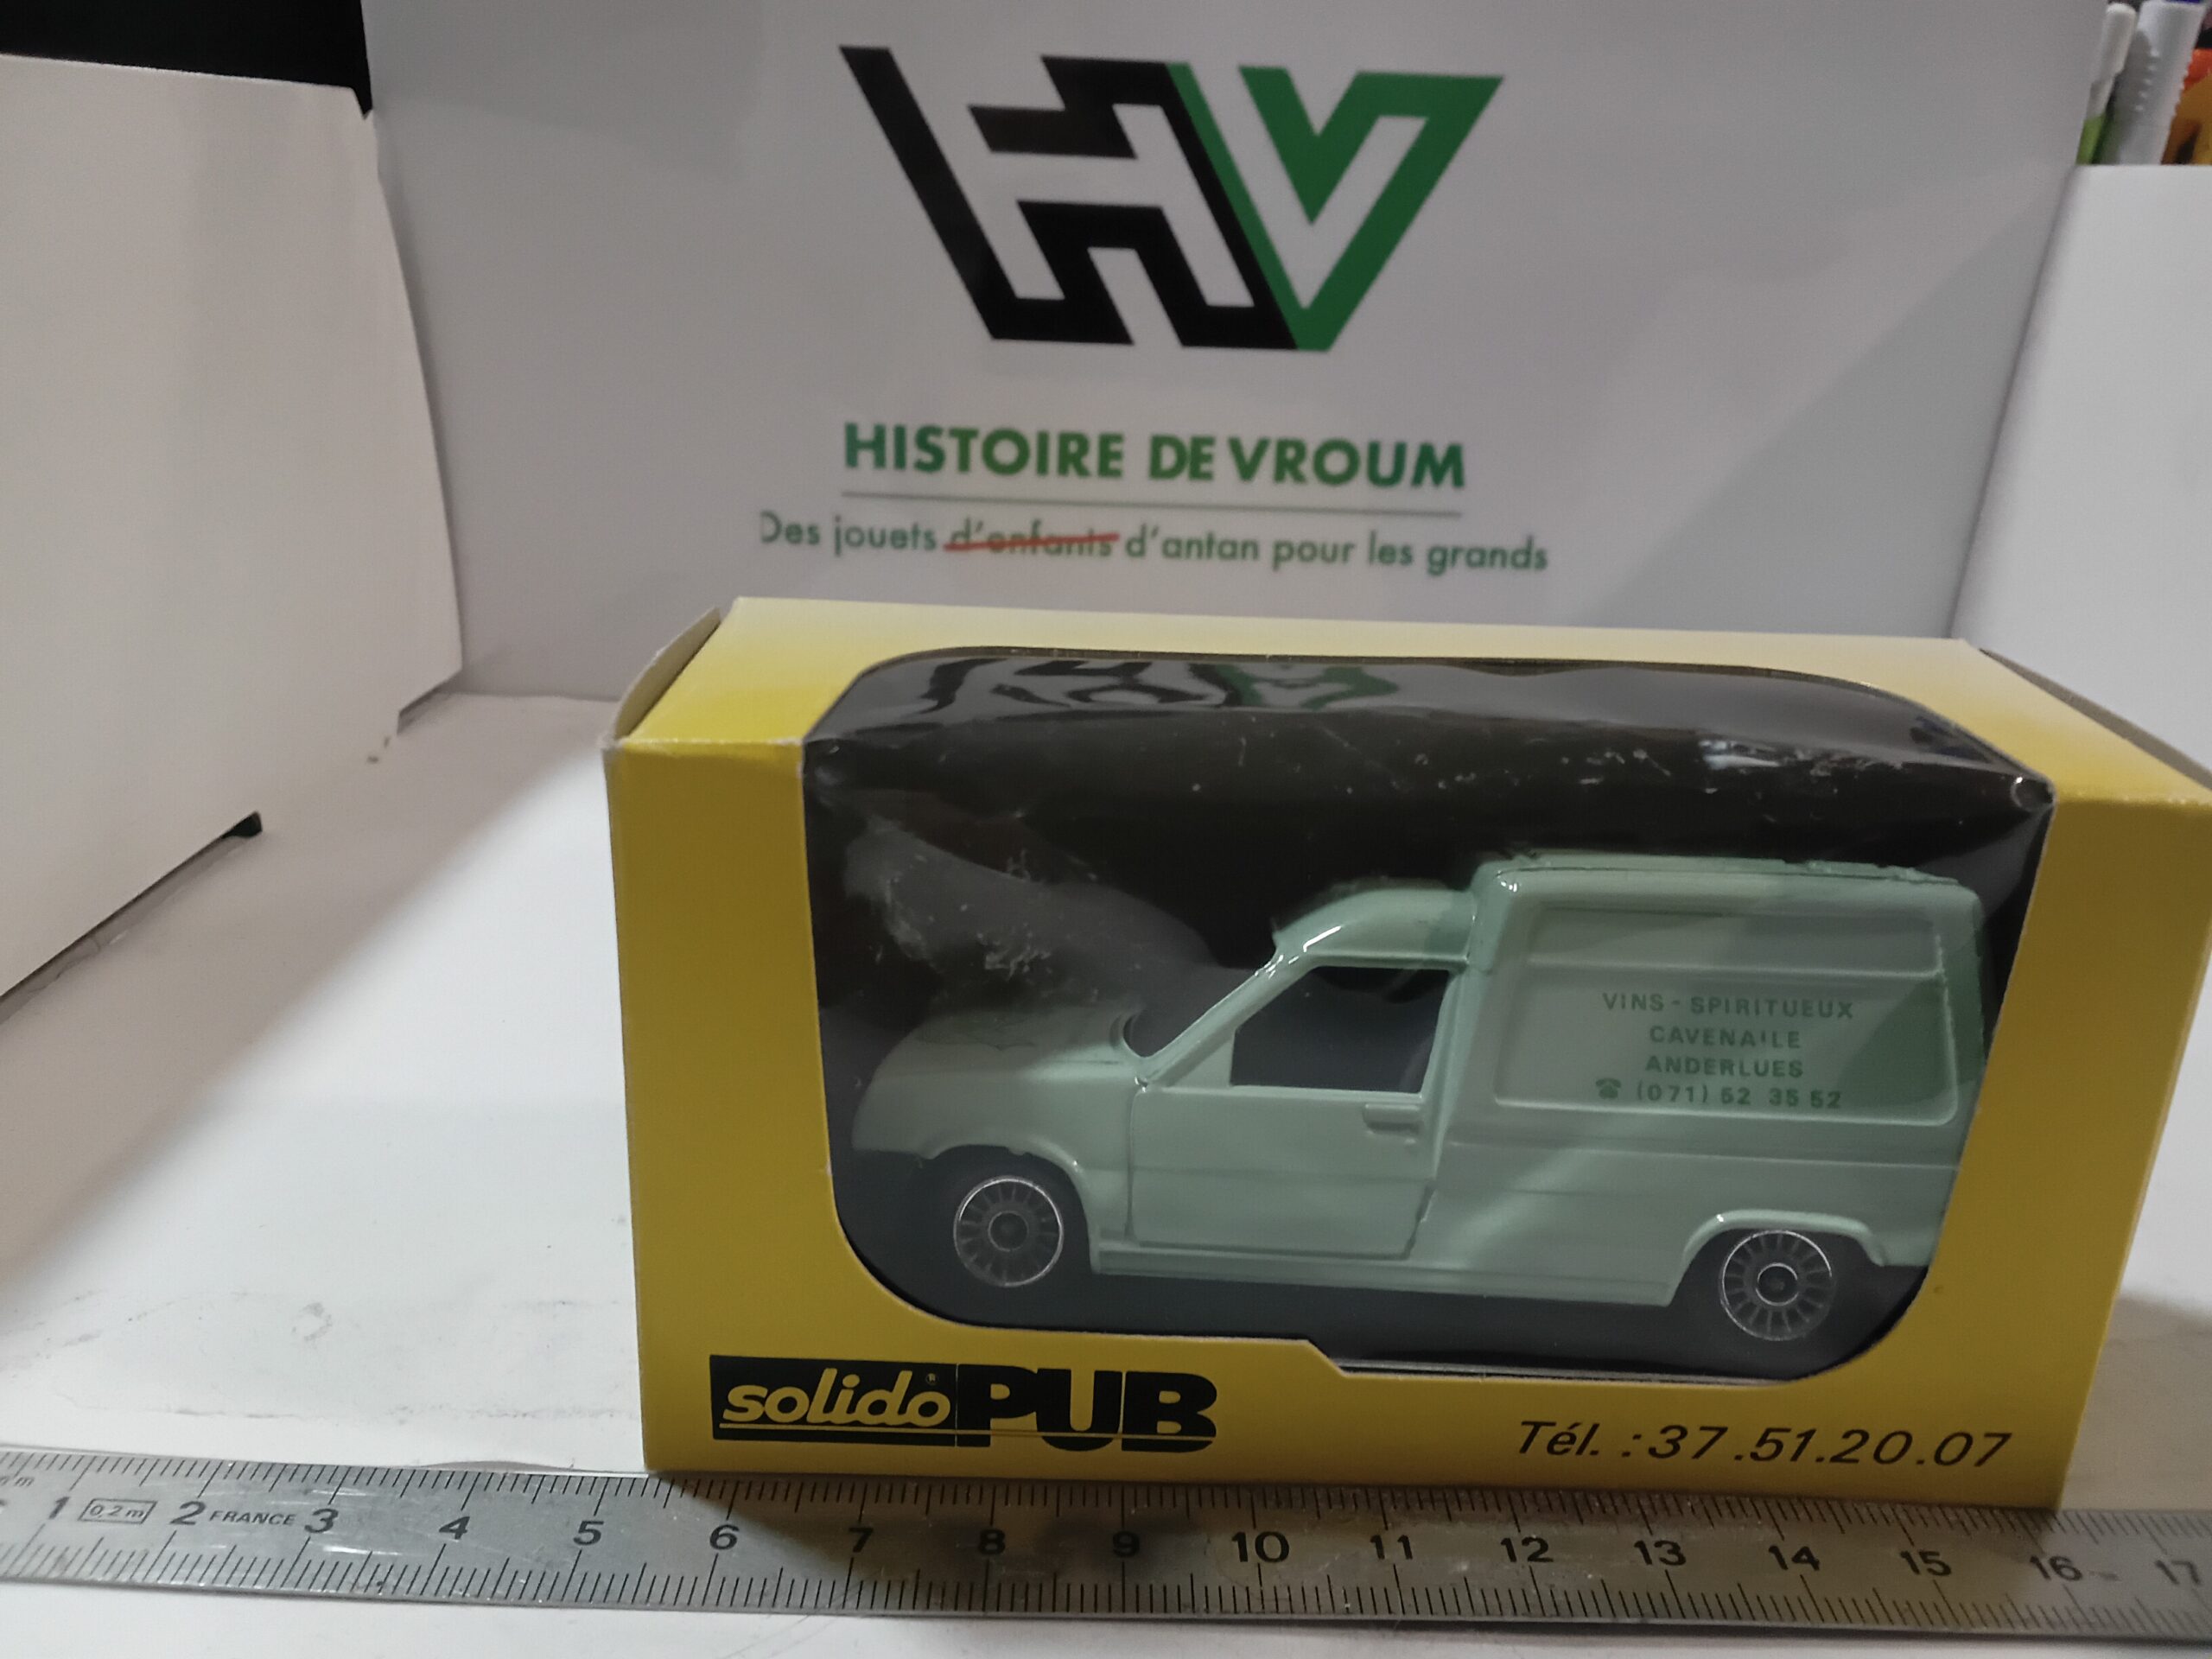 HV
HISTOIRE DE VROUM
Des jouets d'enfants d'antan pour les grands
VINS - SPIRITUEUX
CAVENAILE
ANDERLUES
☎ (071) 52 35 52
solido® PUB
Tél. : 37.51.20.07
1 0,2 m 2 FRANCE 3 4 5 6 7 8 9 10 11 12 13 14 15 16 17